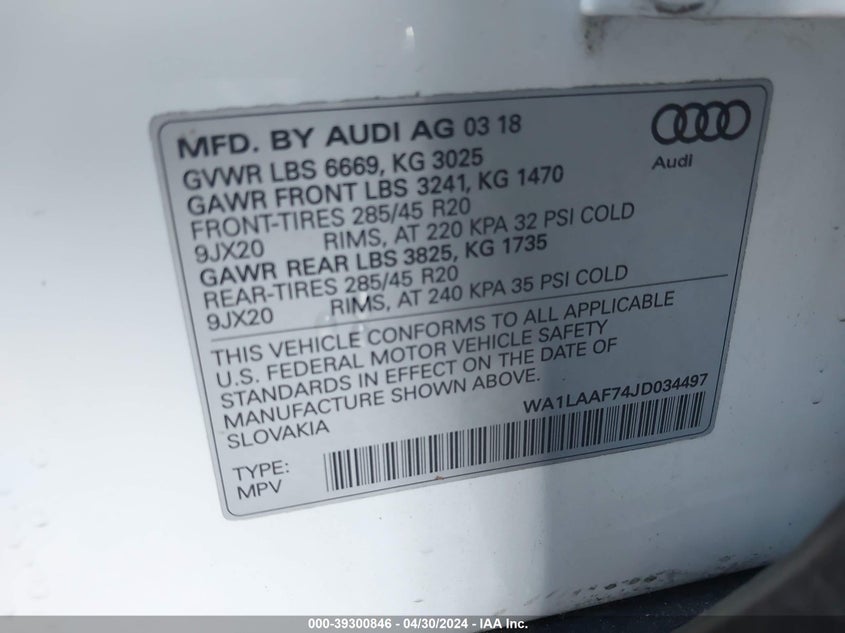 MFD. BY AUDI AG 03 18
Audi
GVWR LBS 6669, KG 3025
GAWR FRONT LBS 3241, KG 1470
FRONT-TIRES 285/45 R20
9JX20 RIMS, AT 220 KPA 32 PSI COLD
GAWR REAR LBS 3825, KG 1735
REAR-TIRES 285/45 R20
9JX20 RIMS, AT 240 KPA 35 PSI COLD
THIS VEHICLE CONFORMS TO ALL APPLICABLE
U.S. FEDERAL MOTOR VEHICLE SAFETY
STANDARDS IN EFFECT ON THE DATE OF
MANUFACTURE SHOWN ABOVE.
SLOVAKIA
WA1LAAF74JD034497
TYPE:
MPV
000-39300846 - 04/30/2024 - IAA Inc.